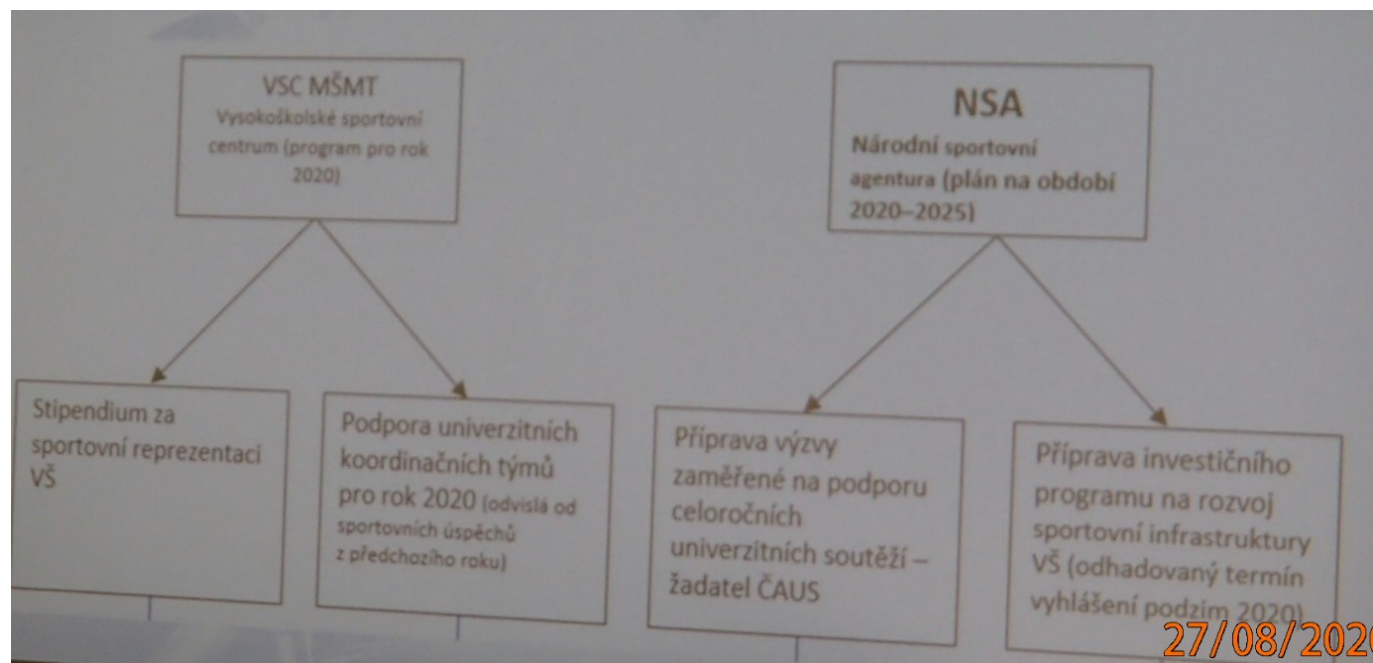 VSC MŠMT
Vysokoškolské sportovní
centrum (program pro rok
2020)
NSA
Národní sportovní
agentura (plán na období
2020–2025)
Stipendium za
sportovní reprezentaci
VŠ
Podpora univerzitních
koordinačních týmů
pro rok 2020 (odvislá od
sportovních úspěchů
z předchozího roku)
Příprava výzvy
zaměřené na podporu
celoročních
univerzitních soutěží –
žadatel ČAUS
Příprava investičního
programu na rozvoj
sportovní infrastruktury
VŠ (odhadovaný termín
vyhlášení podzim 2020)
27/08/2020